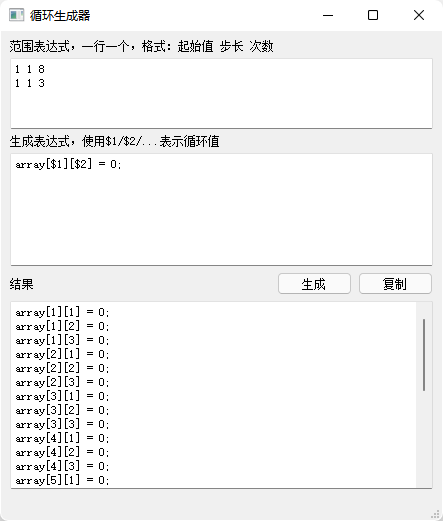 循环生成器
范围表达式，一行一个，格式：起始值 步长 次数
1 1 8
1 1 3
生成表达式，使用$1/$2/...表示循环值
array[$1][$2] = 0;
结果
生成
复制
array[1][1] = 0;
array[1][2] = 0;
array[1][3] = 0;
array[2][1] = 0;
array[2][2] = 0;
array[2][3] = 0;
array[3][1] = 0;
array[3][2] = 0;
array[3][3] = 0;
array[4][1] = 0;
array[4][2] = 0;
array[4][3] = 0;
array[5][1] = 0;